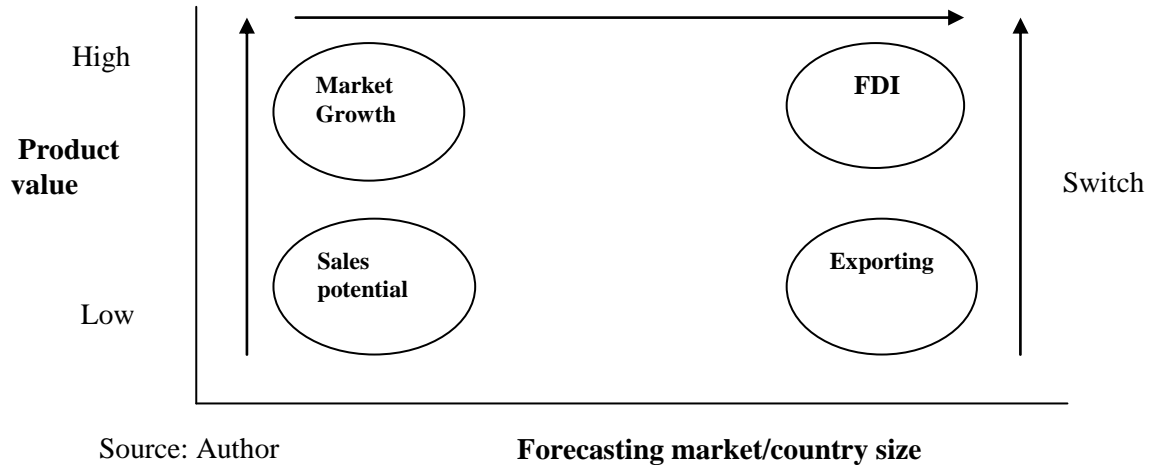 High
Market
Growth
FDI
Product
value
Switch
Sales
potential
Exporting
Low
Source: Author
Forecasting market/country size